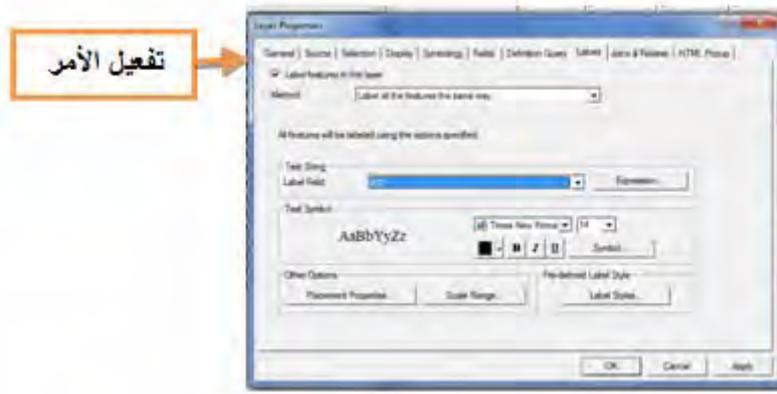 Layer Properties
تفعيل الأمر
General | Source | Selection | Display | Symbology | Fields | Definition Query | Labels | Joins & Relates | HTML Popup
Label features in this layer
Method: Label all the features the same way.
All features will be labeled using the options specified.
Text String
Label Field: Expression...
Text Symbol
AaBbYyZz
Times New Roman 14
B I U Symbol...
Other Options Pre-defined Label Style
Placement Properties... Scale Range... Label Styles...
OK Cancel Apply